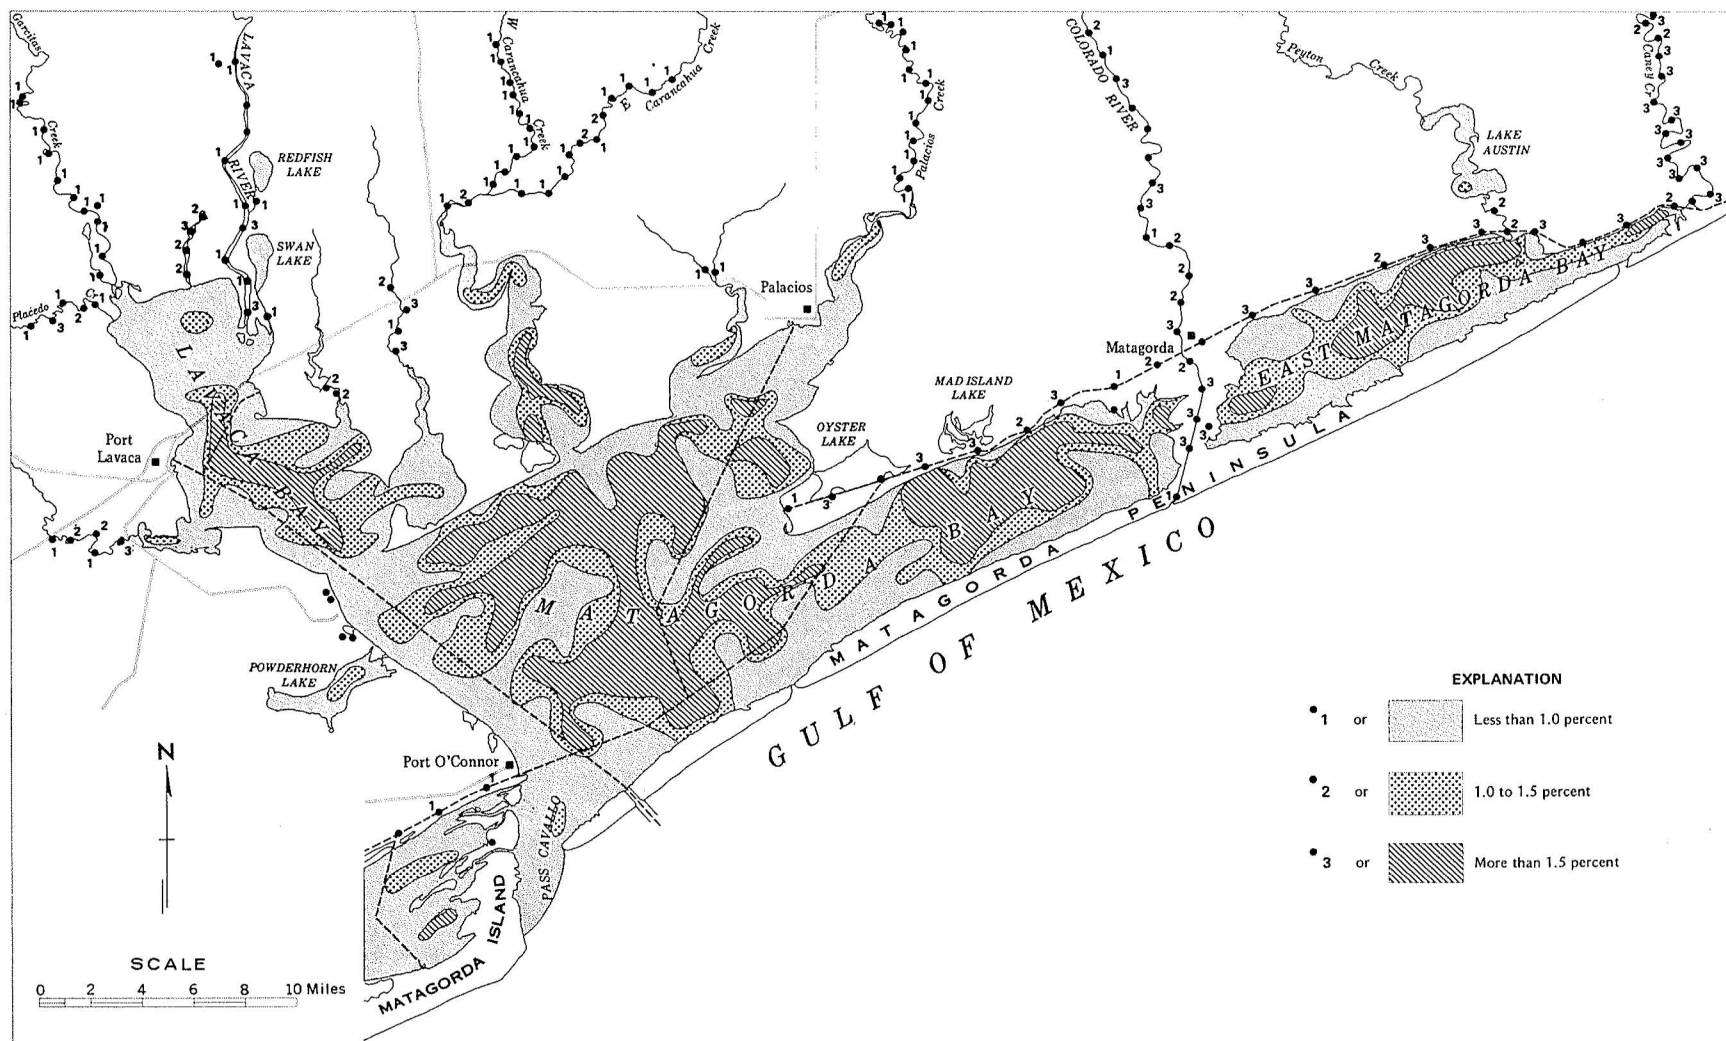 Garcitas
Creek
LAVACA
RIVER
REDFISH
LAKE
SWAN
LAKE
W Carancahua
Creek
E Carancahua
Creek
Palacios
Creek
COLORADO
RIVER
Peyton
Creek
LAKE
AUSTIN
Caney Cr
Placedo
Cr
Palacios
Matagorda
MAD ISLAND
LAKE
OYSTER
LAKE
Port
Lavaca
LAVACA
BAY
EAST MATAGORDA BAY
MATAGORDA
BAY
MATAGORDA PENINSULA
GULF OF MEXICO
POWDERHORN
LAKE
Port O'Connor
PASS CAVALLO
MATAGORDA
ISLAND
N
SCALE
0 2 4 6 8 10 Miles
EXPLANATION
1 or Less than 1.0 percent
2 or 1.0 to 1.5 percent
3 or More than 1.5 percent